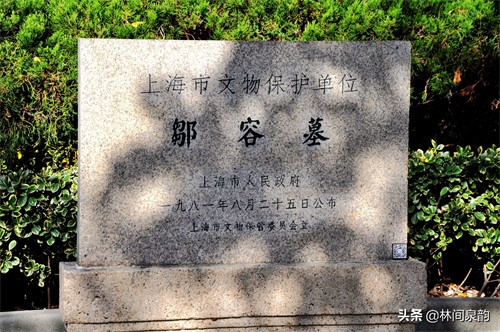 上海市文物保护单位
鄒容墓
上海市人民政府
一九八一年八月二十五日公布
上海市文物保管委员会立
头条 @林间泉韵